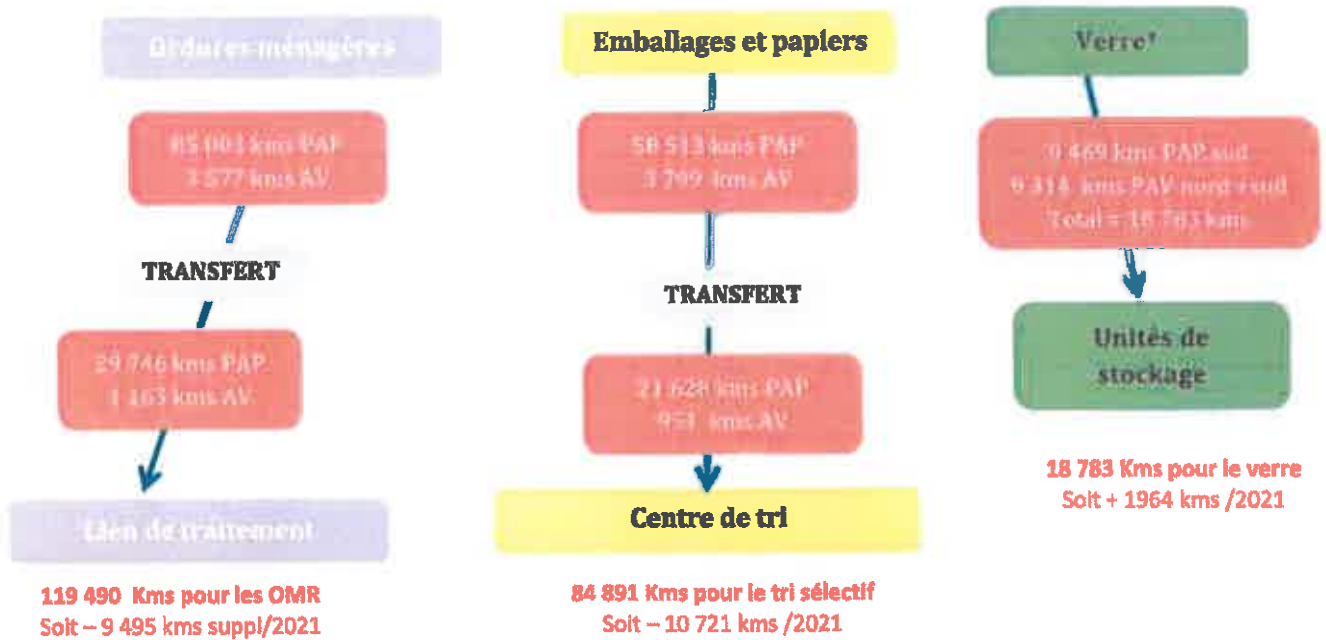 Ordures ménagères
85 003 kms PAP
3 577 kms AV
TRANSFERT
29 746 kms PAP
1 163 kms AV
Lieu de traitement
119 490 Kms pour les OMR
Soit – 9 495 kms suppl/2021
Emballages et papiers
58 513 kms PAP
3 799 kms AV
TRANSFERT
21 628 kms PAP
951 kms AV
Centre de tri
84 891 Kms pour le tri sélectif
Soit – 10 721 kms /2021
Verre*
9 469 kms PAP sud
9 314 kms PAV nord +sud
Total = 18 783 kms
Unités de
stockage
18 783 Kms pour le verre
Soit + 1964 kms /2021